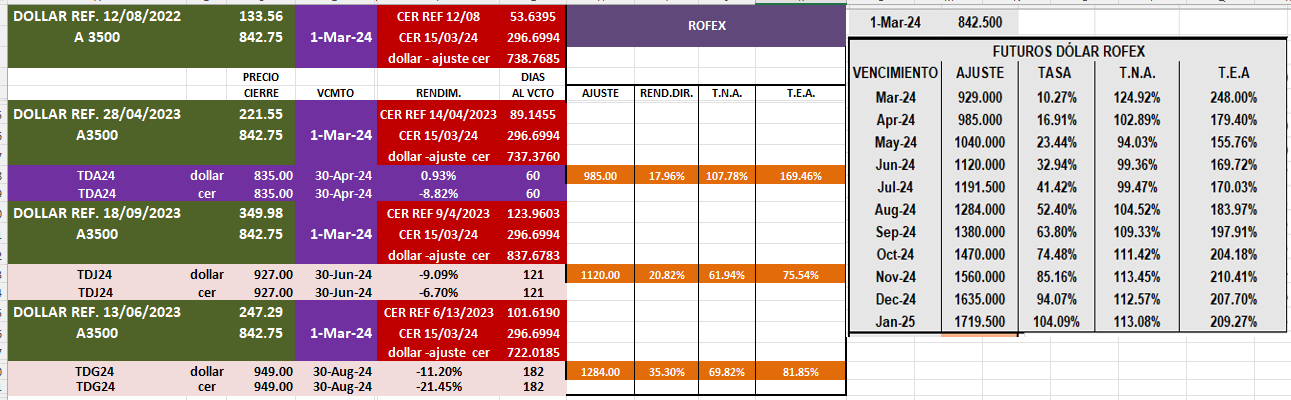 DOLLAR REF. 12/08/2022 133.56 CER REF 12/08 53.6395
A 3500 842.75 1-Mar-24 CER 15/03/24 296.6994 ROFEX
dollar - ajuste cer 738.7685
PRECIO DIAS
CIERRE VCMTO RENDIM. AL VCTO AJUSTE REND.DIR. T.N.A. T.E.A.
DOLLAR REF. 28/04/2023 221.55 CER REF 14/04/2023 89.1455
A3500 842.75 1-Mar-24 CER 15/03/24 296.6994
dollar -ajuste cer 737.3760
TDA24 dollar 835.00 30-Apr-24 0.93% 60 985.00 17.96% 107.78% 169.46%
TDA24 cer 835.00 30-Apr-24 -8.82% 60
DOLLAR REF. 18/09/2023 349.98 CER REF 9/4/2023 123.9603
A3500 842.75 1-Mar-24 CER 15/03/24 296.6994
dollar -ajuste cer 837.6783
TDJ24 dollar 927.00 30-Jun-24 -9.09% 121 1120.00 20.82% 61.94% 75.54%
TDJ24 cer 927.00 30-Jun-24 -6.70% 121
DOLLAR REF. 13/06/2023 247.29 CER REF 6/13/2023 101.6190
A3500 842.75 1-Mar-24 CER 15/03/24 296.6994
dollar -ajuste cer 722.0185
TDG24 dollar 949.00 30-Aug-24 -11.20% 182 1284.00 35.30% 69.82% 81.85%
TDG24 cer 949.00 30-Aug-24 -21.45% 182
1-Mar-24 842.500
FUTUROS DÓLAR ROFEX
VENCIMIENTO AJUSTE TASA T.N.A. T.E.A
Mar-24 929.000 10.27% 124.92% 248.00%
Apr-24 985.000 16.91% 102.89% 179.40%
May-24 1040.000 23.44% 94.03% 155.76%
Jun-24 1120.000 32.94% 99.36% 169.72%
Jul-24 1191.500 41.42% 99.47% 170.03%
Aug-24 1284.000 52.40% 104.52% 183.97%
Sep-24 1380.000 63.80% 109.33% 197.91%
Oct-24 1470.000 74.48% 111.42% 204.18%
Nov-24 1560.000 85.16% 113.45% 210.41%
Dec-24 1635.000 94.07% 112.57% 207.70%
Jan-25 1719.500 104.09% 113.08% 209.27%